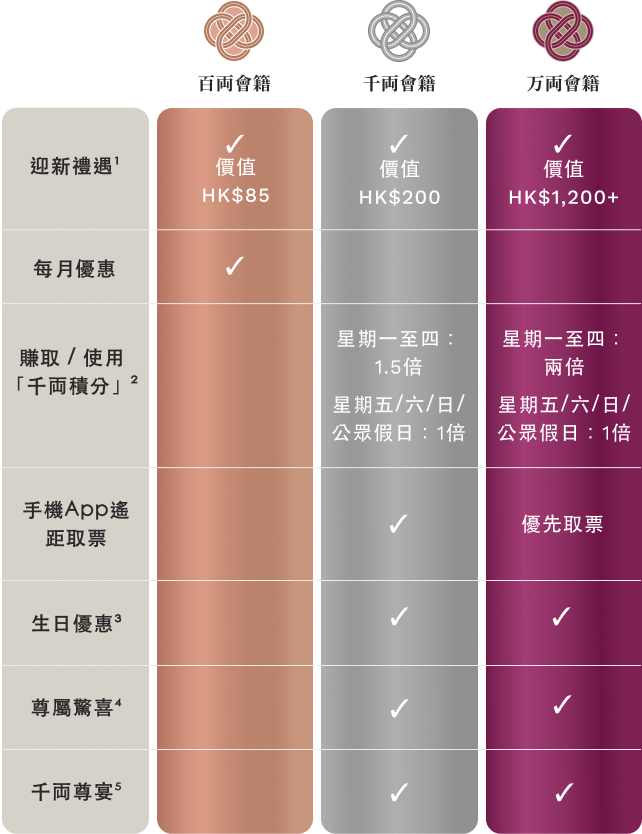 百両會籍
千両會籍
万両會籍
迎新禮遇¹
✓
價值
HK$85
✓
價值
HK$200
✓
價值
HK$1,200+
每月優惠
✓
賺取 / 使用
「千両積分」²
星期一至四：
1.5倍
星期五/六/日/
公眾假日：1倍
星期一至四：
兩倍
星期五/六/日/
公眾假日：1倍
手機App遙
距取票
✓
優先取票
生日優惠³
✓
✓
尊屬驚喜⁴
✓
✓
千両尊宴⁵
✓
✓